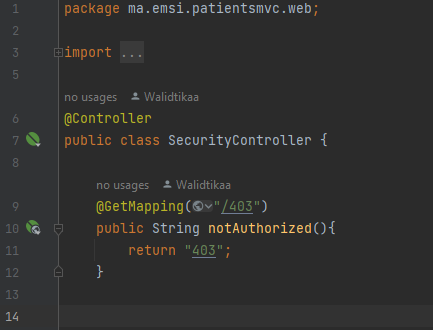 1 package ma.emsi.patientsmvc.web;
2
3 import ...
5
no usages Walidtikaa
6 @Controller
7 public class SecurityController {
8
no usages Walidtikaa
9 @GetMapping("/403")
10 public String notAuthorized(){
11 return "403";
12 }
13
14